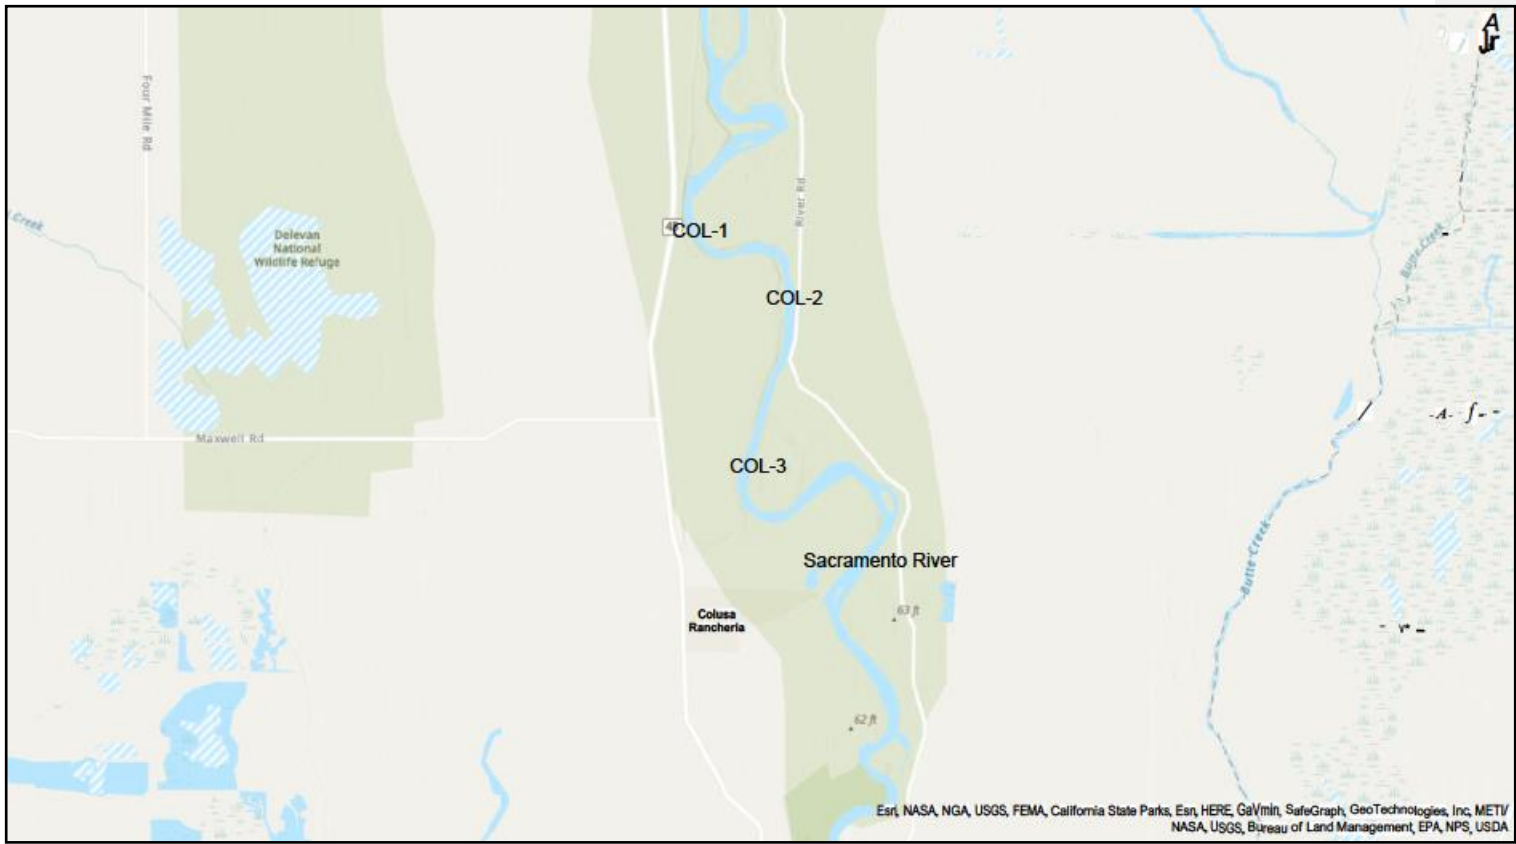 A
Jr
Four Mile Rd
River Rd
Creek
Delevan
National
Wildlife Refuge
COL-1
COL-2
Butte Creek
Maxwell Rd
COL-3
Sacramento River
Butte Creek
Colusa
Rancheria
63 ft
62 ft
Esri, NASA, NGA, USGS, FEMA, California State Parks, Esri, HERE, GaVmin, SafeGraph, GeoTechnologies, Inc, METI/
NASA, USGS, Bureau of Land Management, EPA, NPS, USDA